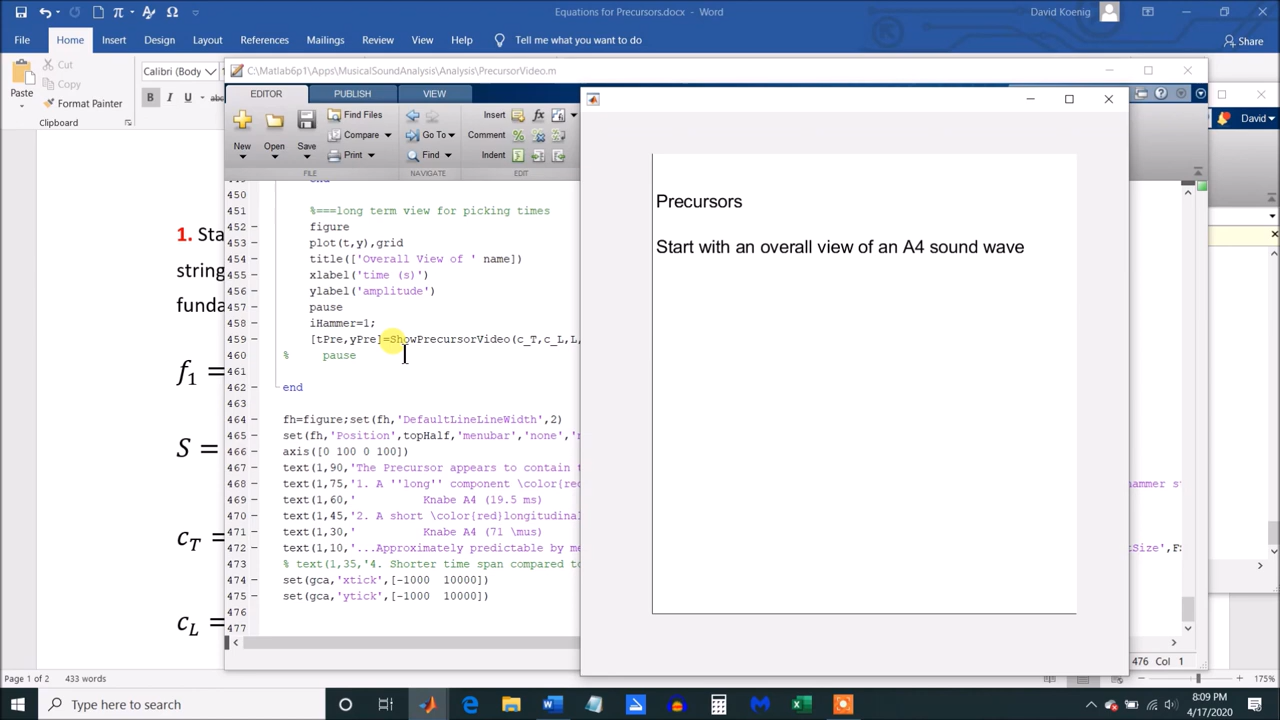 Equations for Precursors.docx - Word
David Koenig
File Home Insert Design Layout References Mailings Review View Help Tell me what you want to do
Share
Paste
Cut
Copy
Format Painter
Clipboard
Calibri (Body
B I U
C:\Matlab6p1\Apps\MusicalSoundAnalysis\Analysis\PrecursorVideo.m
EDITOR PUBLISH VIEW
New Open Save
Find Files
Compare
Print
Go To
Find
Insert fx
Comment %
Indent
FILE NAVIGATE EDIT
David
1. Sta
string
funda
f1 =
S =
cT =
cL =
450
451 %===long term view for picking times
452 figure
453 plot(t,y),grid
454 title(['Overall View of ' name])
455 xlabel('time (s)')
456 ylabel('amplitude')
457 pause
458 iHammer=1;
459 [tPre,yPre]=ShowPrecursorVideo(c_T,c_L,L,
460 % pause
461
462 end
463
464 fh=figure;set(fh,'DefaultLineLineWidth',2)
465 set(fh,'Position',topHalf,'menubar','none','n
466 axis([0 100 0 100])
467 text(1,90,'The Precursor appears to contain t
468 text(1,75,'1. A ''long'' component \color{red hammer st
469 text(1,60,' Knabe A4 (19.5 ms)
470 text(1,45,'2. A short \color{red}longitudinal
471 text(1,30,' Knabe A4 (71 \mus)
472 text(1,10,'...Approximately predictable by me
473 % text(1,35,'4. Shorter time span compared to
474 set(gca,'xtick',[-1000 10000])
475 set(gca,'ytick',[-1000 10000])
476
477
Precursors
Start with an overall view of an A4 sound wave
476 Col 1
Page 1 of 2 433 words
175%
Type here to search
8:09 PM
4/17/2020